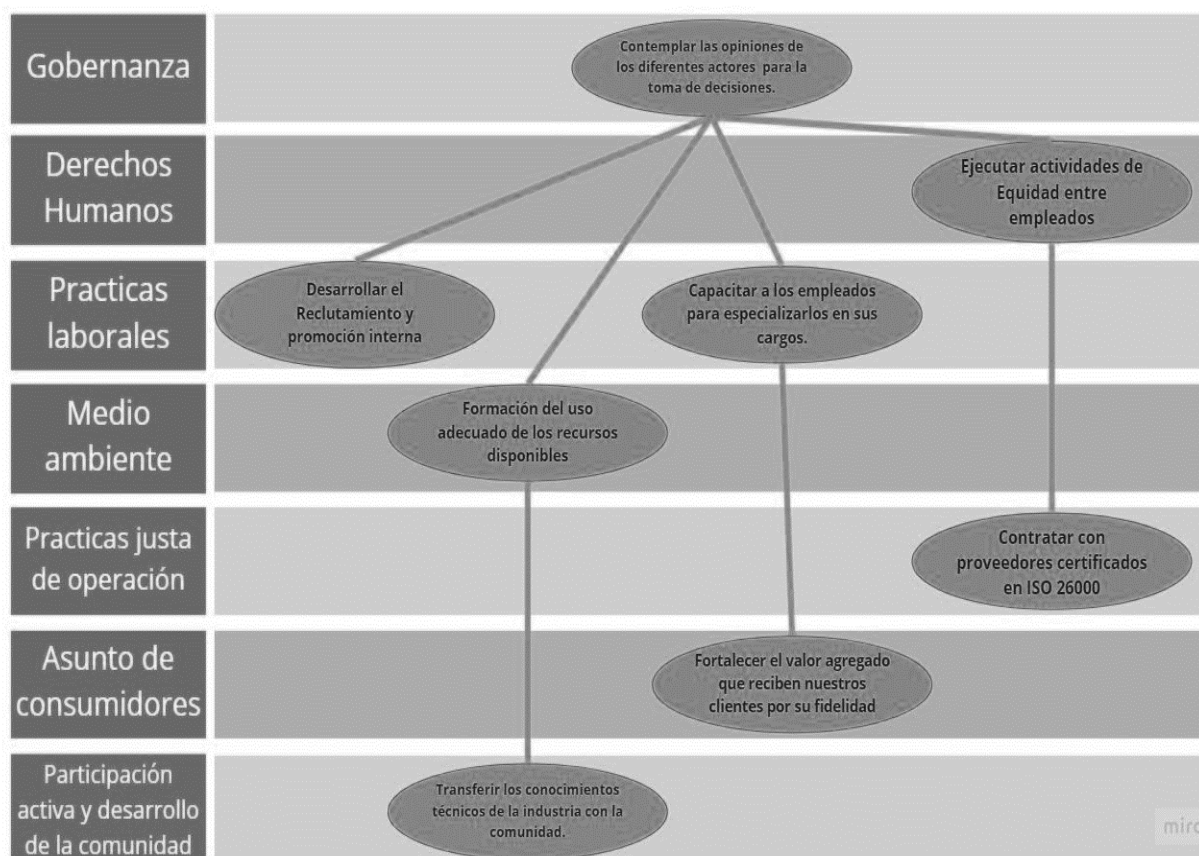 Gobernanza
Contemplar las opiniones de
los diferentes actores para la
toma de decisiones.
Derechos
Humanos
Ejecutar actividades de
Equidad entre
empleados
Practicas
laborales
Desarrollar el
Reclutamiento y
promoción interna
Capacitar a los empleados
para especializarlos en sus
cargos.
Medio
ambiente
Formación del uso
adecuado de los recursos
disponibles
Practicas justa
de operación
Contratar con
proveedores certificados
en ISO 26000
Asunto de
consumidores
Fortalecer el valor agregado
que reciben nuestros
clientes por su fidelidad
Participación
activa y desarrollo
de la comunidad
Transferir los conocimientos
técnicos de la industria con la
comunidad.
miro